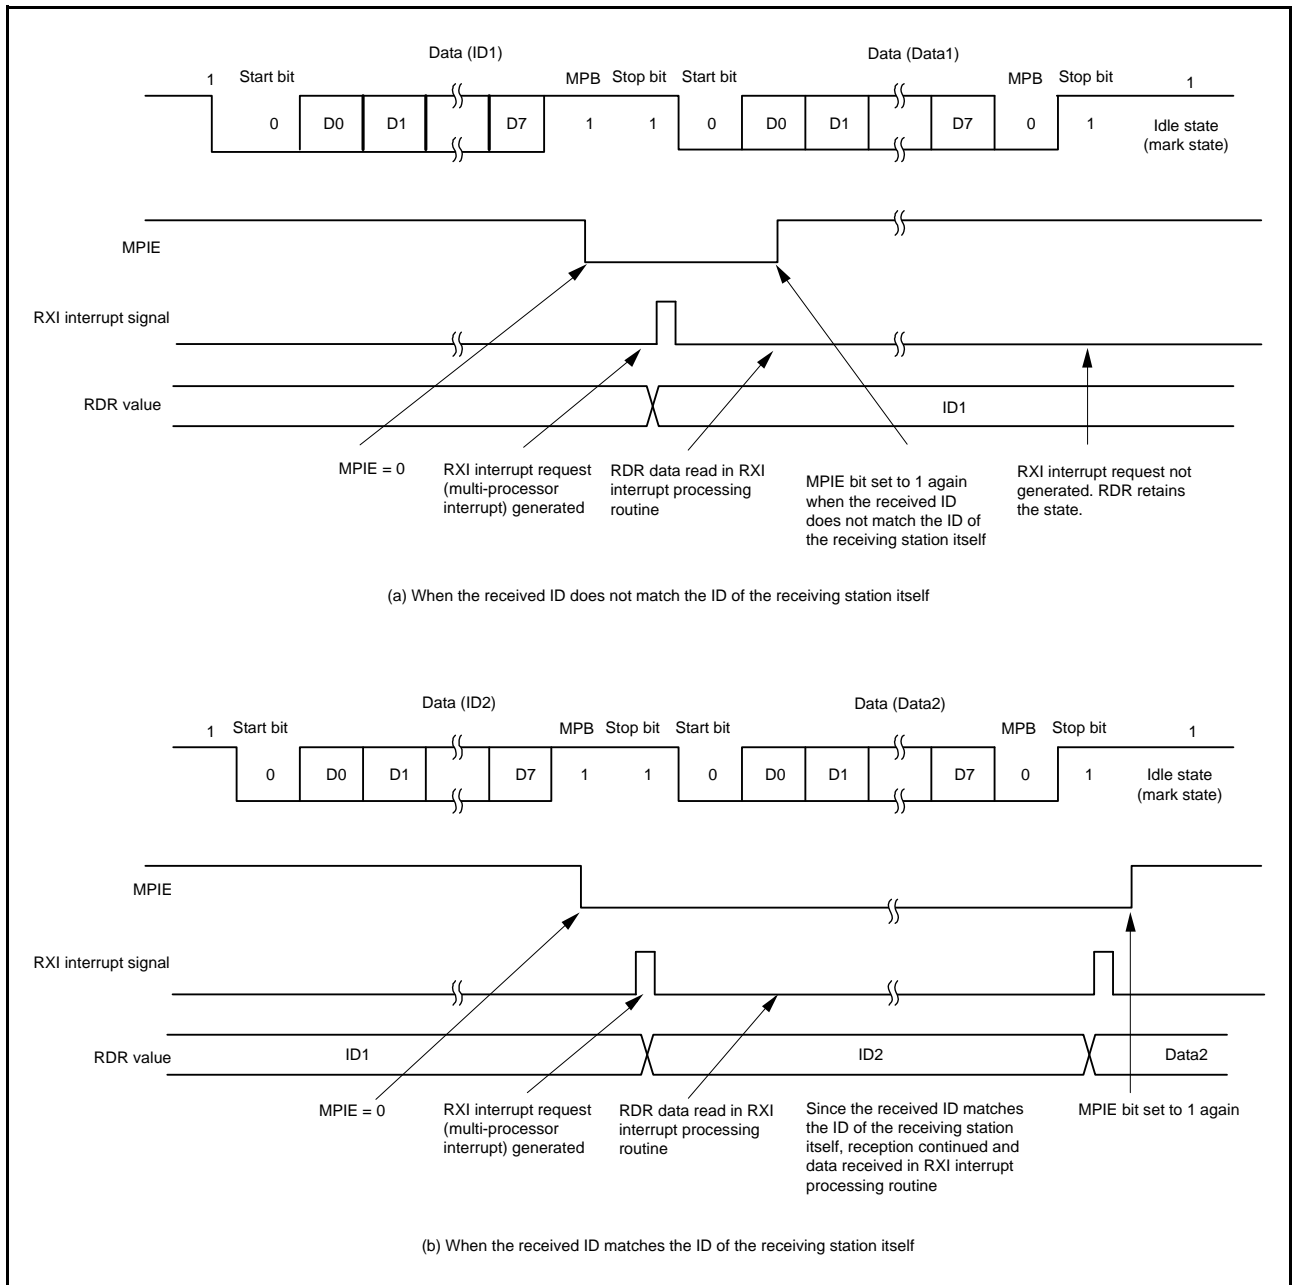 Data (ID1) Data (Data1)
1 Start bit MPB Stop bit Start bit MPB Stop bit 1
0 D0 D1 D7 1 1 0 D0 D1 D7 0 1 Idle state
(mark state)
MPIE
RXI interrupt signal
RDR value ID1
MPIE = 0
RXI interrupt request
(multi-processor
interrupt) generated
RDR data read in RXI
interrupt processing
routine
MPIE bit set to 1 again
when the received ID
does not match the ID of
the receiving station itself
RXI interrupt request not
generated. RDR retains
the state.
(a) When the received ID does not match the ID of the receiving station itself
Data (ID2) Data (Data2)
1 Start bit MPB Stop bit Start bit MPB Stop bit 1
0 D0 D1 D7 1 1 0 D0 D1 D7 0 1 Idle state
(mark state)
MPIE
RXI interrupt signal
RDR value ID1 ID2 Data2
MPIE = 0
RXI interrupt request
(multi-processor
interrupt) generated
RDR data read in RXI
interrupt processing
routine
Since the received ID matches
the ID of the receiving station
itself, reception continued and
data received in RXI interrupt
processing routine
MPIE bit set to 1 again
(b) When the received ID matches the ID of the receiving station itself